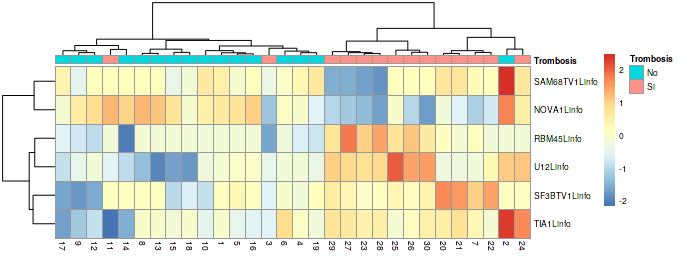 Trombosis
SAM68TV1Linfo
NOVA1Linfo
RBM45Linfo
U12Linfo
SF3BTV1Linfo
TIA1Linfo
17 9 12 11 14 8 13 15 18 10 1 5 16 3 6 4 19 29 27 23 28 25 26 30 20 21 7 22 2 24
2
1
0
-1
-2
Trombosis
No
SI